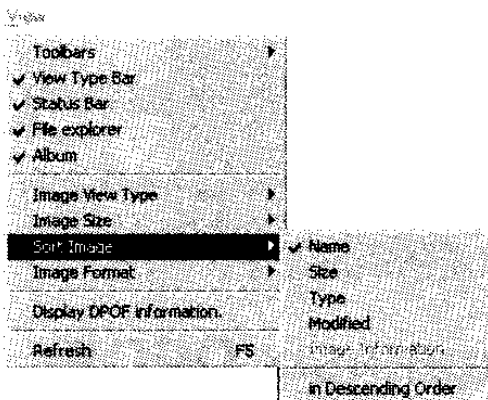 View
Toolbars
View Type Bar
Status Bar
File explorer
Album
Image View Type
Image Size
Sort Image
Image Format
Display DPOF information.
Refresh F5
Name
Size
Type
Modified
Image Information
in Descending Order